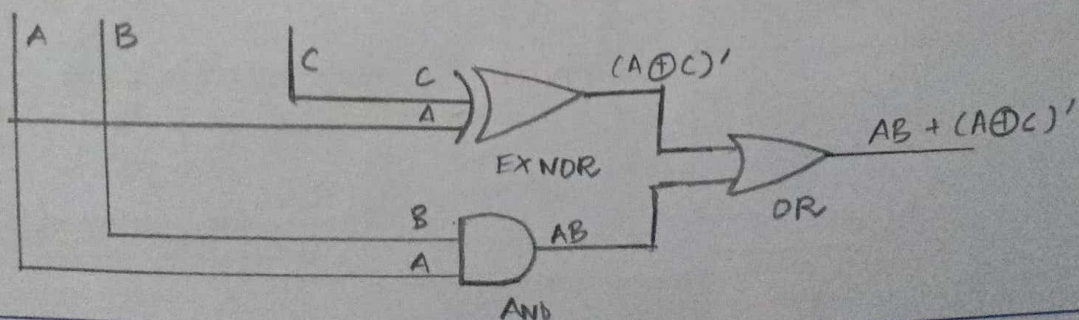 A B
C
C
A
(A⊕C)'
EXNOR
AB + (A⊕C)'
OR
B
A
AB
AND